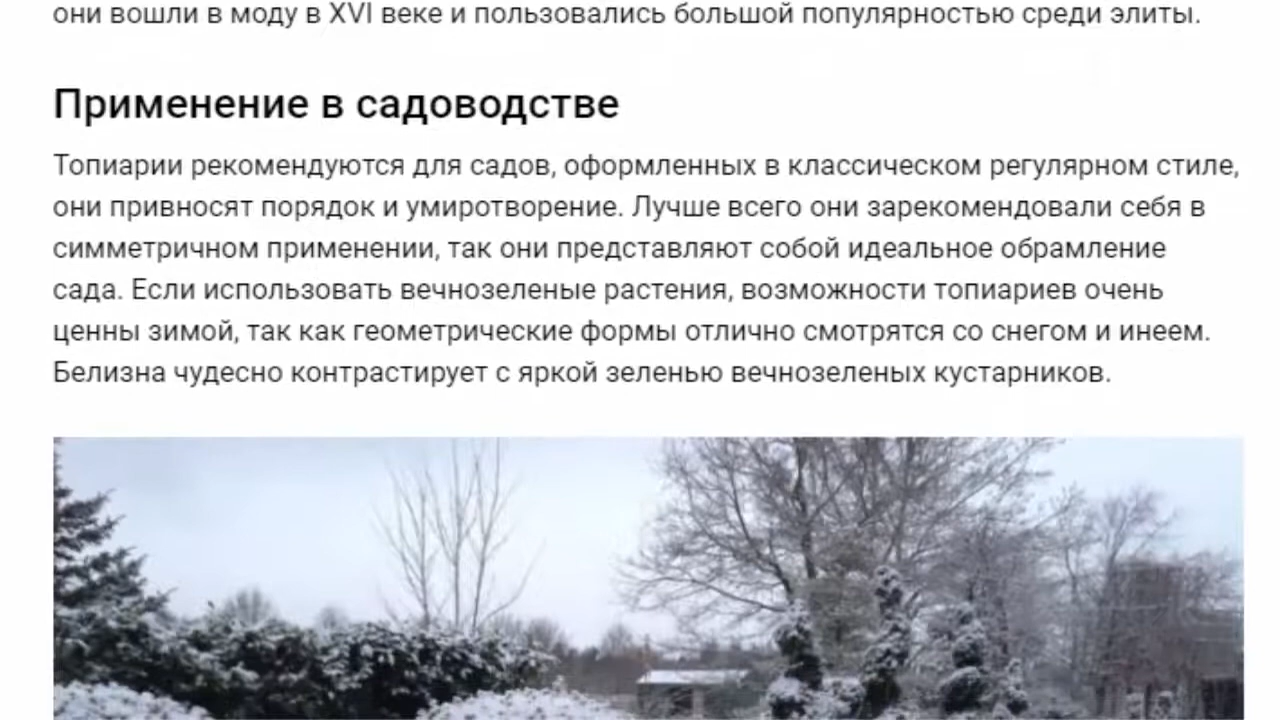 они вошли в моду в XVI веке и пользовались большой популярностью среди элиты.
Применение в садоводстве
Топиарии рекомендуются для садов, оформленных в классическом регулярном стиле,
они привносят порядок и умиротворение. Лучше всего они зарекомендовали себя в
симметричном применении, так они представляют собой идеальное обрамление
сада. Если использовать вечнозеленые растения, возможности топиариев очень
ценны зимой, так как геометрические формы отлично смотрятся со снегом и инеем.
Белизна чудесно контрастирует с яркой зеленью вечнозеленых кустарников.